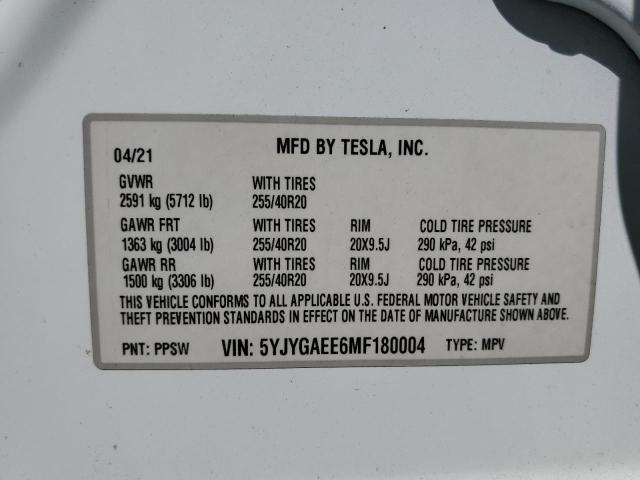 04/21 MFD BY TESLA, INC.
GVWR WITH TIRES
2591 kg (5712 lb) 255/40R20
GAWR FRT WITH TIRES RIM COLD TIRE PRESSURE
1363 kg (3004 lb) 255/40R20 20X9.5J 290 kPa, 42 psi
GAWR RR WITH TIRES RIM COLD TIRE PRESSURE
1500 kg (3306 lb) 255/40R20 20X9.5J 290 kPa, 42 psi
THIS VEHICLE CONFORMS TO ALL APPLICABLE U.S. FEDERAL MOTOR VEHICLE SAFETY AND
THEFT PREVENTION STANDARDS IN EFFECT ON THE DATE OF MANUFACTURE SHOWN ABOVE.
PNT: PPSW VIN: 5YJYGAEE6MF180004 TYPE: MPV